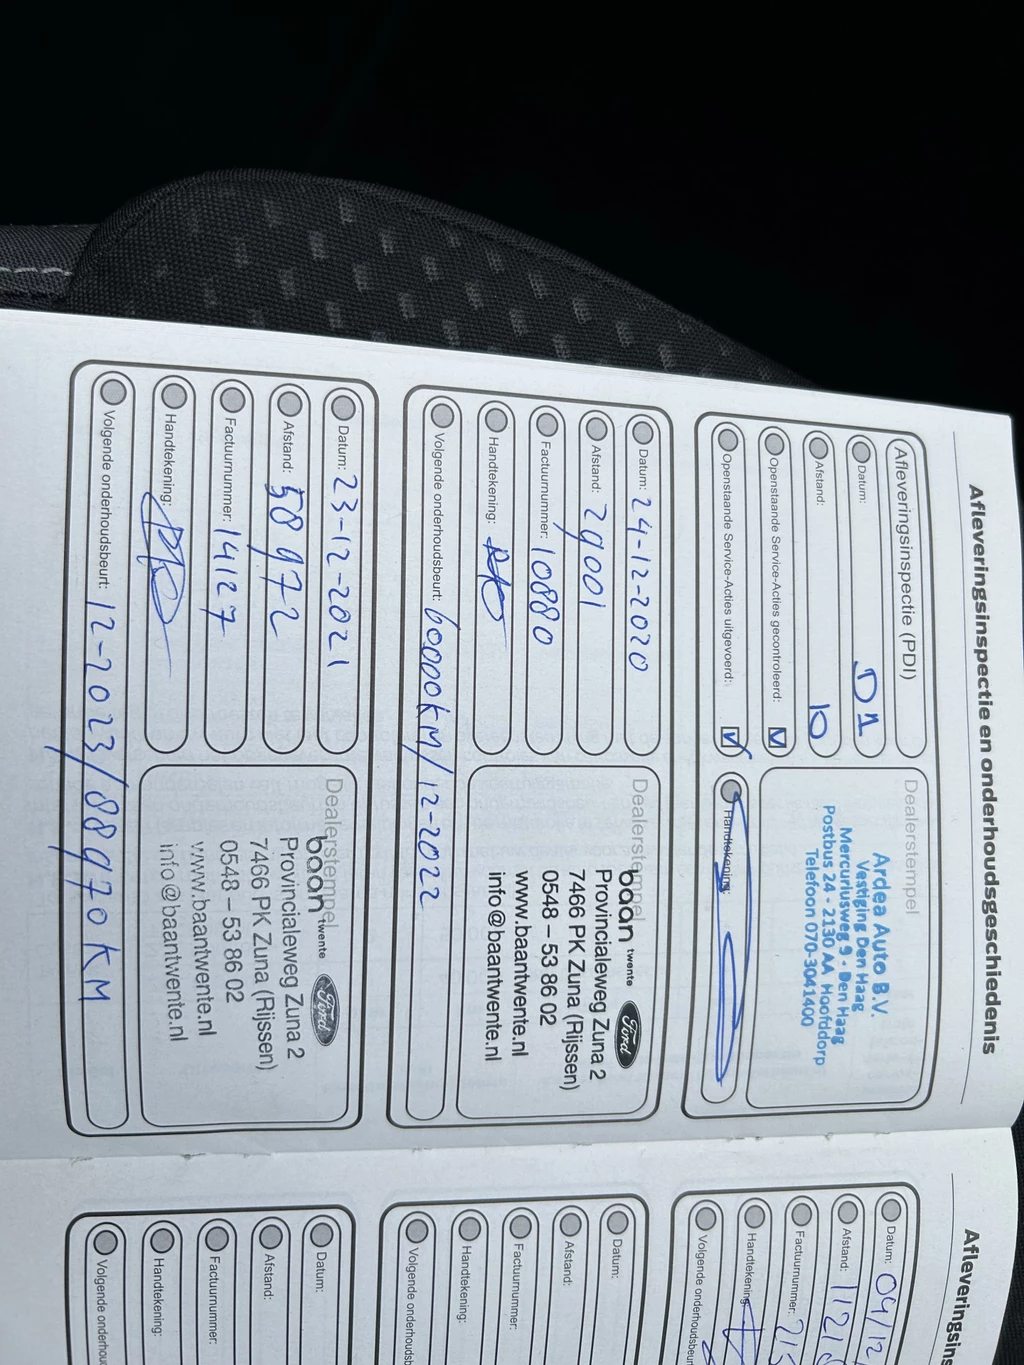 Afleveringsinspectie en onderhoudsgeschiedenis
Afleveringsinspectie (PDI)
Datum: D1
Afstand: 10
Openstaande Service-Acties gecontroleerd:
Openstaande Service-Acties uitgevoerd:
Dealerstempel
Ardea Auto B.V.
Vestiging Den Haag
Mercuriusweg 9 - Den Haag
Postbus 24 - 2130 AA Hoofddorp
Telefoon 070-3041400
Handtekening:
Datum: 24-12-2020
Afstand: 29001
Factuurnummer: 10880
Handtekening:
Volgende onderhoudsbeurt: 60000KM/12-2022
Dealerstempel
baan twente Ford
Provincialeweg Zuna 2
7466 PK Zuna (Rijssen)
0548 – 53 86 02
www.baantwente.nl
info@baantwente.nl
Datum: 23-12-2021
Afstand: 58972
Factuurnummer: 14127
Handtekening:
Volgende onderhoudsbeurt: 12-2023/88970KM
Dealerstempel
baan twente Ford
Provincialeweg Zuna 2
7466 PK Zuna (Rijssen)
0548 – 53 86 02
www.baantwente.nl
info@baantwente.nl
Afleveringsins
Datum: 04/12
Afstand:
Factuurnummer:
Handtekening:
Volgende onderhoudsbeurt
Datum:
Afstand:
Factuurnummer:
Handtekening:
Volgende onderhoudsb
Datum:
Afstand:
Factuurnummer:
Handtekening:
Volgende onderhou